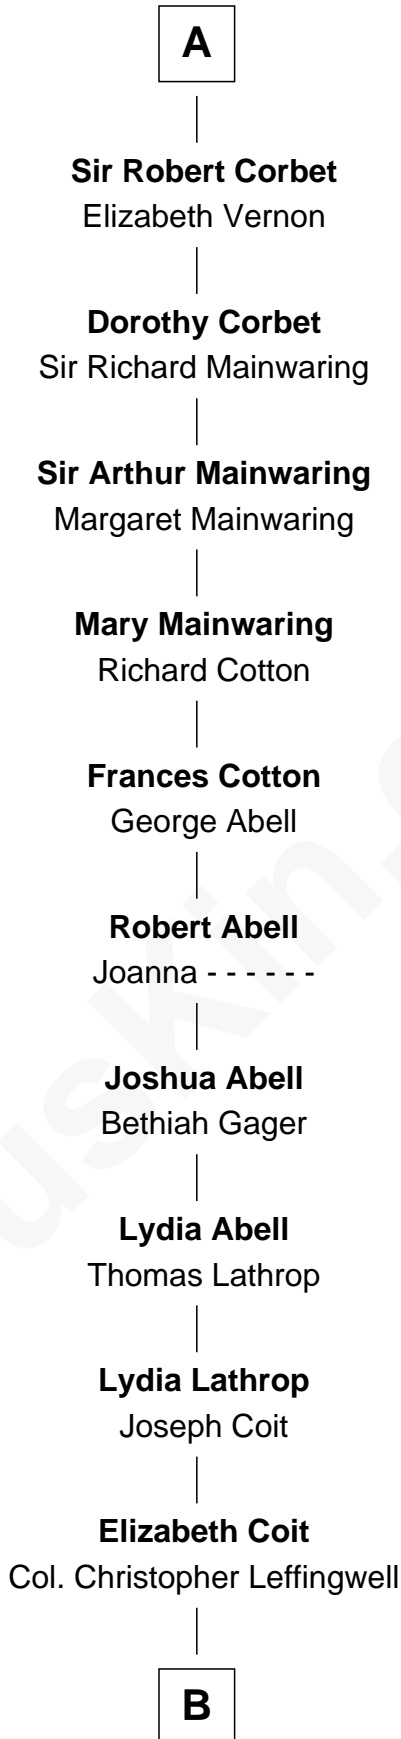 A
Sir Robert Corbet
Elizabeth Vernon
Dorothy Corbet
Sir Richard Mainwaring
Sir Arthur Mainwaring
Margaret Mainwaring
Mary Mainwaring
Richard Cotton
Frances Cotton
George Abell
Robert Abell
Joanna - - - - - -
Joshua Abell
Bethiah Gager
Lydia Abell
Thomas Lathrop
Lydia Lathrop
Joseph Coit
Elizabeth Coit
Col. Christopher Leffingwell
B